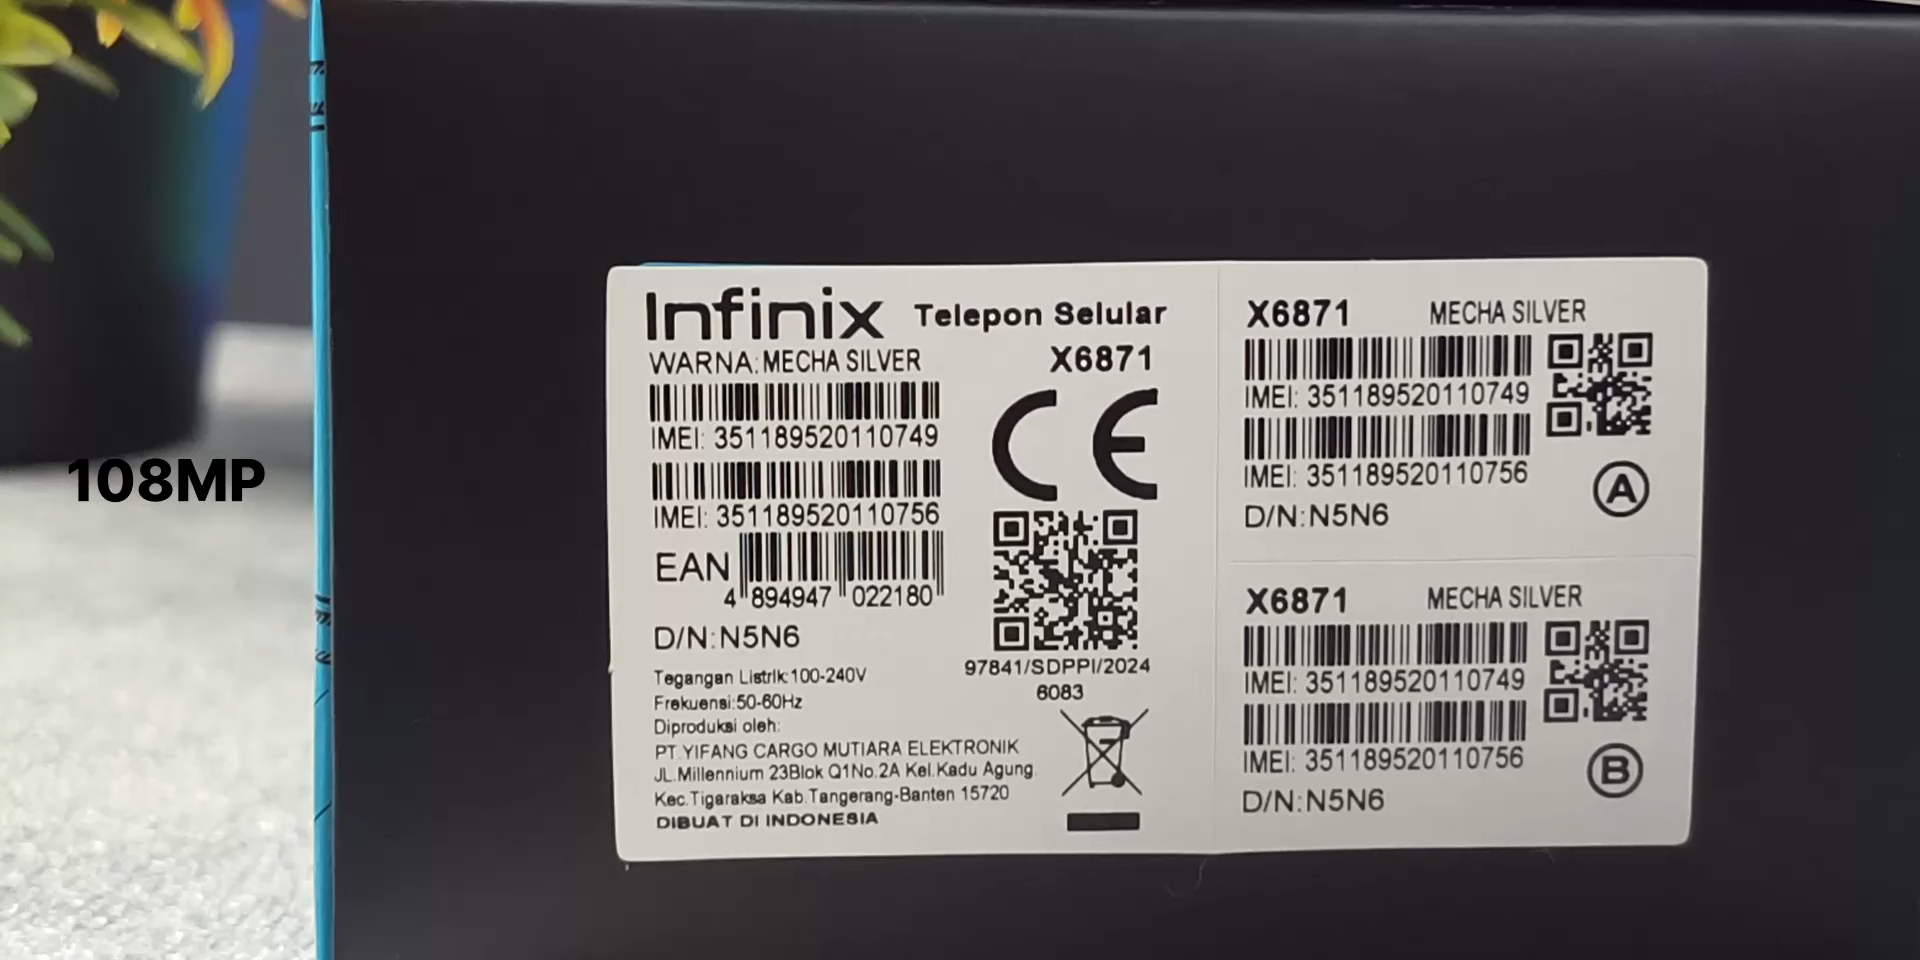 108MP
Infinix Telepon Selular
WARNA:MECHA SILVER X6871
IMEI: 351189520110749
IMEI: 351189520110756
EAN
4 894947 022180
D/N:N5N6
97841/SDPPI/2024
6083
Tegangan Listrik:100-240V
Frekuensi:50-60Hz
Diproduksi oleh:
PT.YIFANG CARGO MUTIARA ELEKTRONIK
JL.Millennium 23Blok Q1No.2A Kel.Kadu Agung
Kec.Tigaraksa Kab.Tangerang-Banten 15720
DIBUAT DI INDONESIA
CE
X6871 MECHA SILVER
IMEI: 351189520110749
IMEI: 351189520110756
D/N:N5N6
A
X6871 MECHA SILVER
IMEI: 351189520110749
IMEI: 351189520110756
D/N:N5N6
B